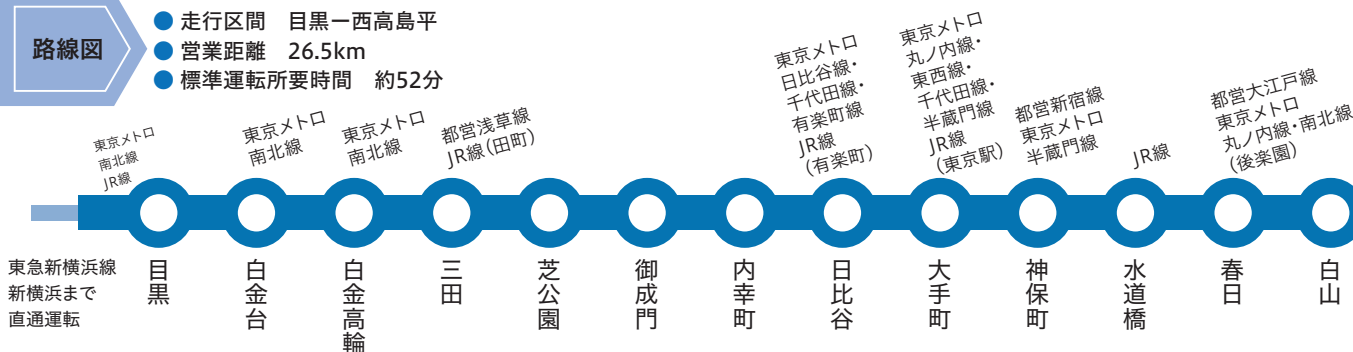 路線図
● 走行区間　目黒ー西高島平
● 営業距離　26.5km
● 標準運転所要時間　約52分
東京メトロ
南北線
JR線
東京メトロ
南北線
東京メトロ
南北線
都営浅草線
JR線(田町)
東京メトロ
日比谷線・
千代田線・
有楽町線
JR線
(有楽町)
東京メトロ
丸ノ内線・
東西線・
千代田線・
半蔵門線
JR線
(東京駅)
都営新宿線
東京メトロ
半蔵門線
JR線
都営大江戸線
東京メトロ
丸ノ内線・南北線
(後楽園)
東急新横浜線
新横浜まで
直通運転
目黒
白金台
白金高輪
三田
芝公園
御成門
内幸町
日比谷
大手町
神保町
水道橋
春日
白山